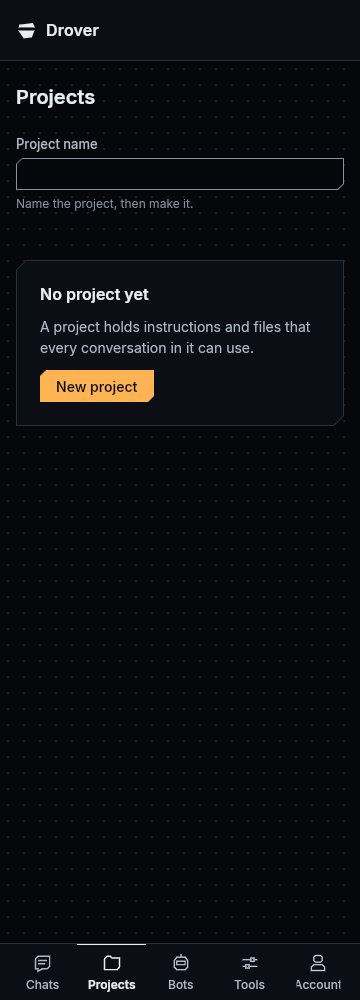 Drover
Projects
Project name
Name the project, then make it.
No project yet
A project holds instructions and files that
every conversation in it can use.
New project
Chats
Projects
Bots
Tools
Account